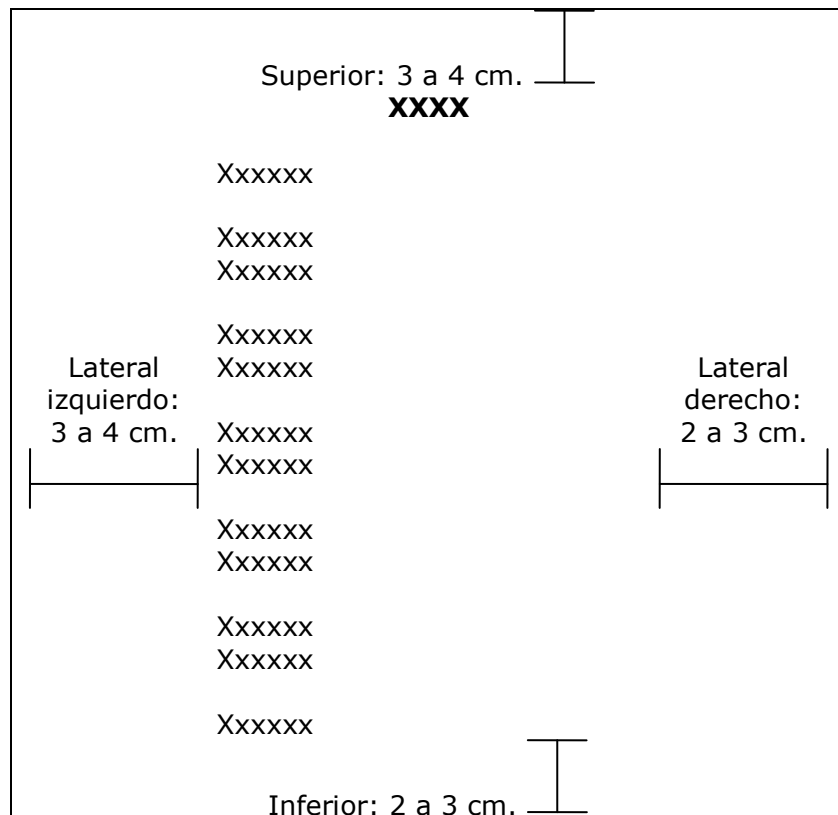 Superior: 3 a 4 cm.
XXXX
Xxxxxx
Xxxxxx
Xxxxxx
Xxxxxx
Xxxxxx
Lateral
izquierdo:
3 a 4 cm.
Lateral
derecho:
2 a 3 cm.
Xxxxxx
Xxxxxx
Xxxxxx
Xxxxxx
Xxxxxx
Xxxxxx
Xxxxxx
Inferior: 2 a 3 cm.